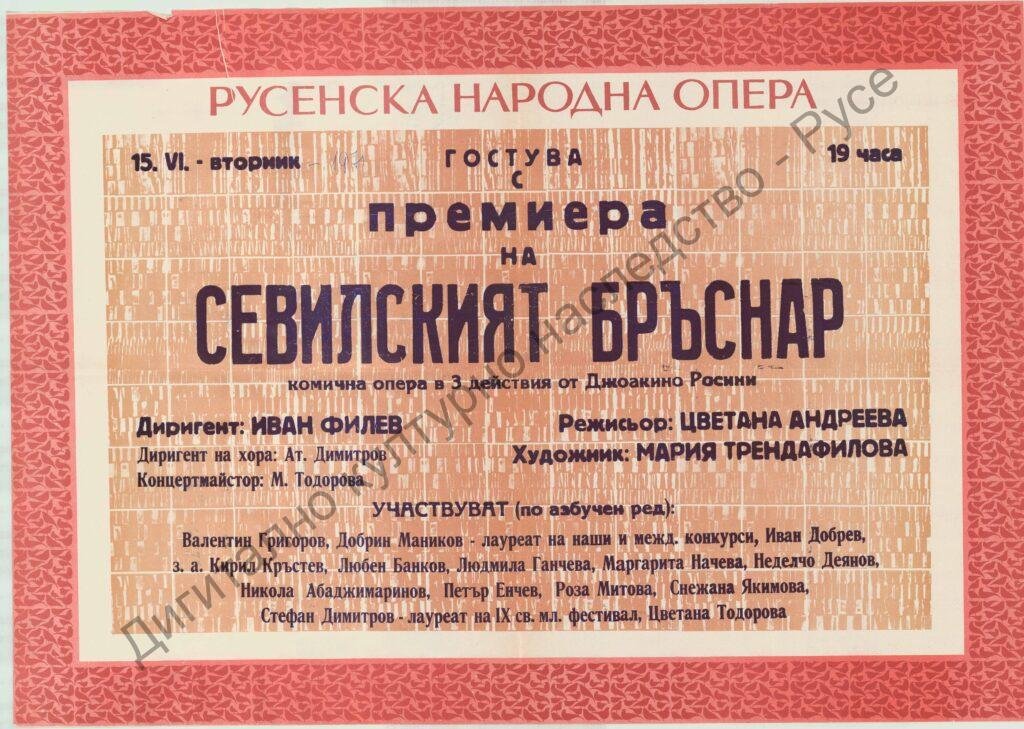 РУСЕНСКА НАРОДНА ОПЕРА
15. VI. - вторник ГОСТУВА 19 часа
С
премиера
НА
СЕВИЛСКИЯТ БРЪСНАР
комична опера в 3 действия от Джоакино Росини
Диригент: ИВАН ФИЛЕВ Режисьор: ЦВЕТАНА АНДРЕЕВА
Диригент на хора: Ат. Димитров Художник: МАРИЯ ТРЕНДАФИЛОВА
Концертмайстор: М. Тодорова
УЧАСТВУВАТ (по азбучен ред):
Валентин Григоров, Добрин Маников - лауреат на наши и межд. конкурси, Иван Добрев,
з. а. Кирил Кръстев, Любен Банков, Людмила Ганчева, Маргарита Начева, Неделчо Деянов,
Никола Абаджимаринов, Петър Енчев, Роза Митова, Снежана Якимова,
Стефан Димитров - лауреат на IX св. мл. фестивал, Цветана Тодорова
Дигитално културно наследство - Русе